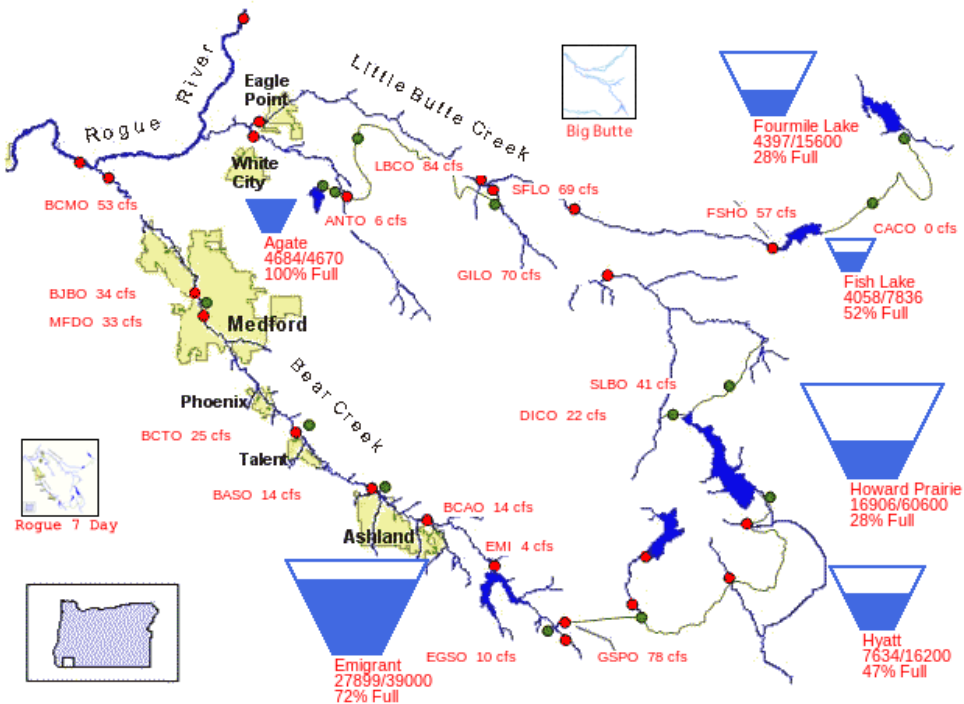 Rogue River
Eagle
Point
Little Butte Creek
Big Butte
Fourmile Lake
4397/15600
28% Full
White
City
LBCO 84 cfs
SFLO 69 cfs
BCMO 53 cfs
ANTO 6 cfs
FSHO 57 cfs
CACO 0 cfs
Agate
4684/4670
100% Full
GILO 70 cfs
Fish Lake
4058/7836
52% Full
BJBO 34 cfs
MFDO 33 cfs
Medford
Bear Creek
SLBO 41 cfs
Phoenix
DICO 22 cfs
BCTO 25 cfs
Talent
Howard Prairie
16906/60600
28% Full
Rogue 7 Day
BASO 14 cfs
BCAO 14 cfs
Ashland
EMI 4 cfs
Hyatt
7634/16200
47% Full
EGSO 10 cfs
GSPO 78 cfs
Emigrant
27899/39000
72% Full